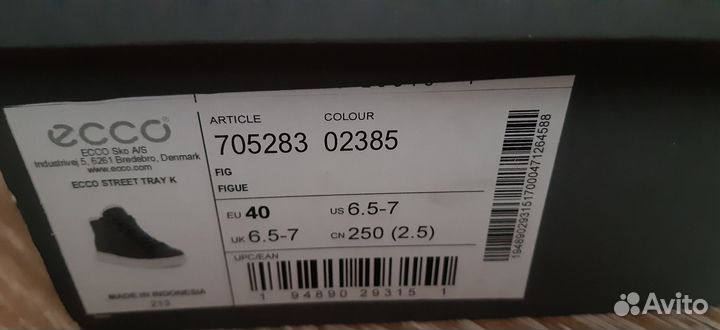 ecco
ECCO Sko A/S
Industrivej 5, 6261 Bredebro, Denmark
www.ecco.com
ECCO STREET TRAY K
MADE IN INDONESIA
213
ARTICLE COLOUR
705283 02385
FIG
FIGUE
EU 40 US 6.5-7
UK 6.5-7 CN 250 (2.5)
UPC/EAN
1 94890 29315 1
19489029315170000471264588
Avito